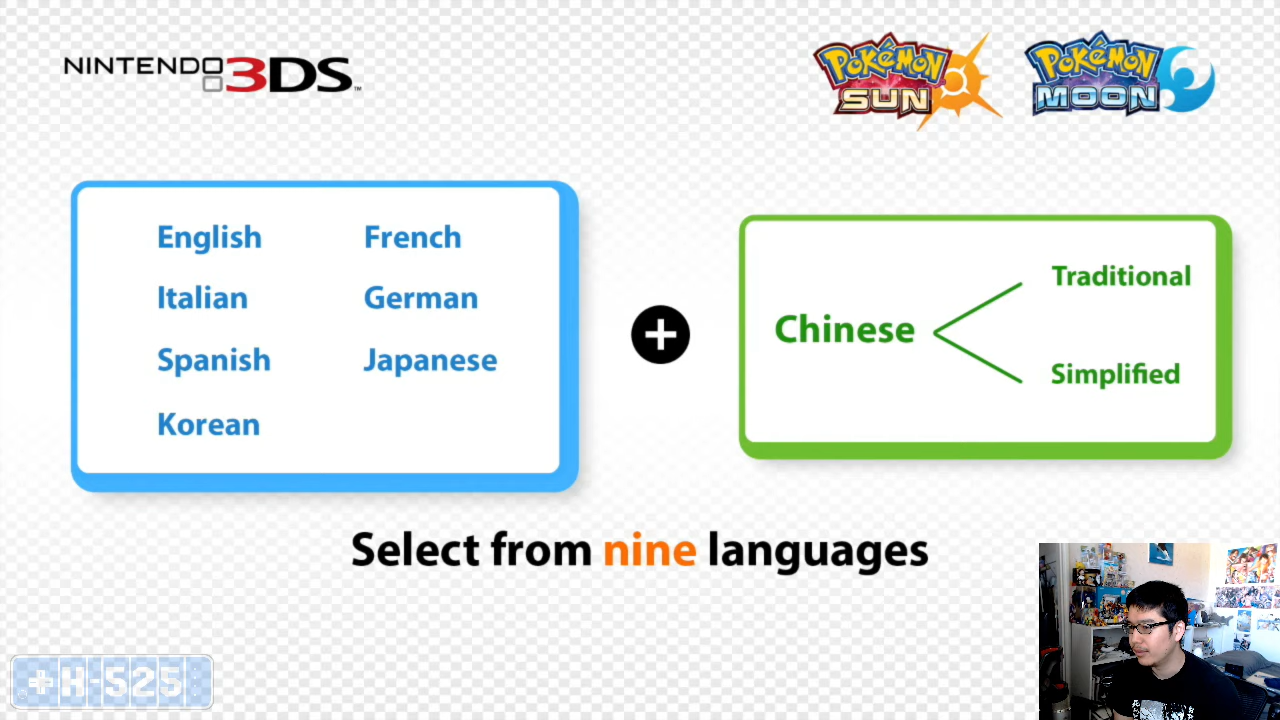 NINTENDO 3DS™
POKéMON SUN
POKéMON MOON
English
French
Italian
German
Spanish
Japanese
Korean
+
Chinese
Traditional
Simplified
Select from nine languages
+H-525